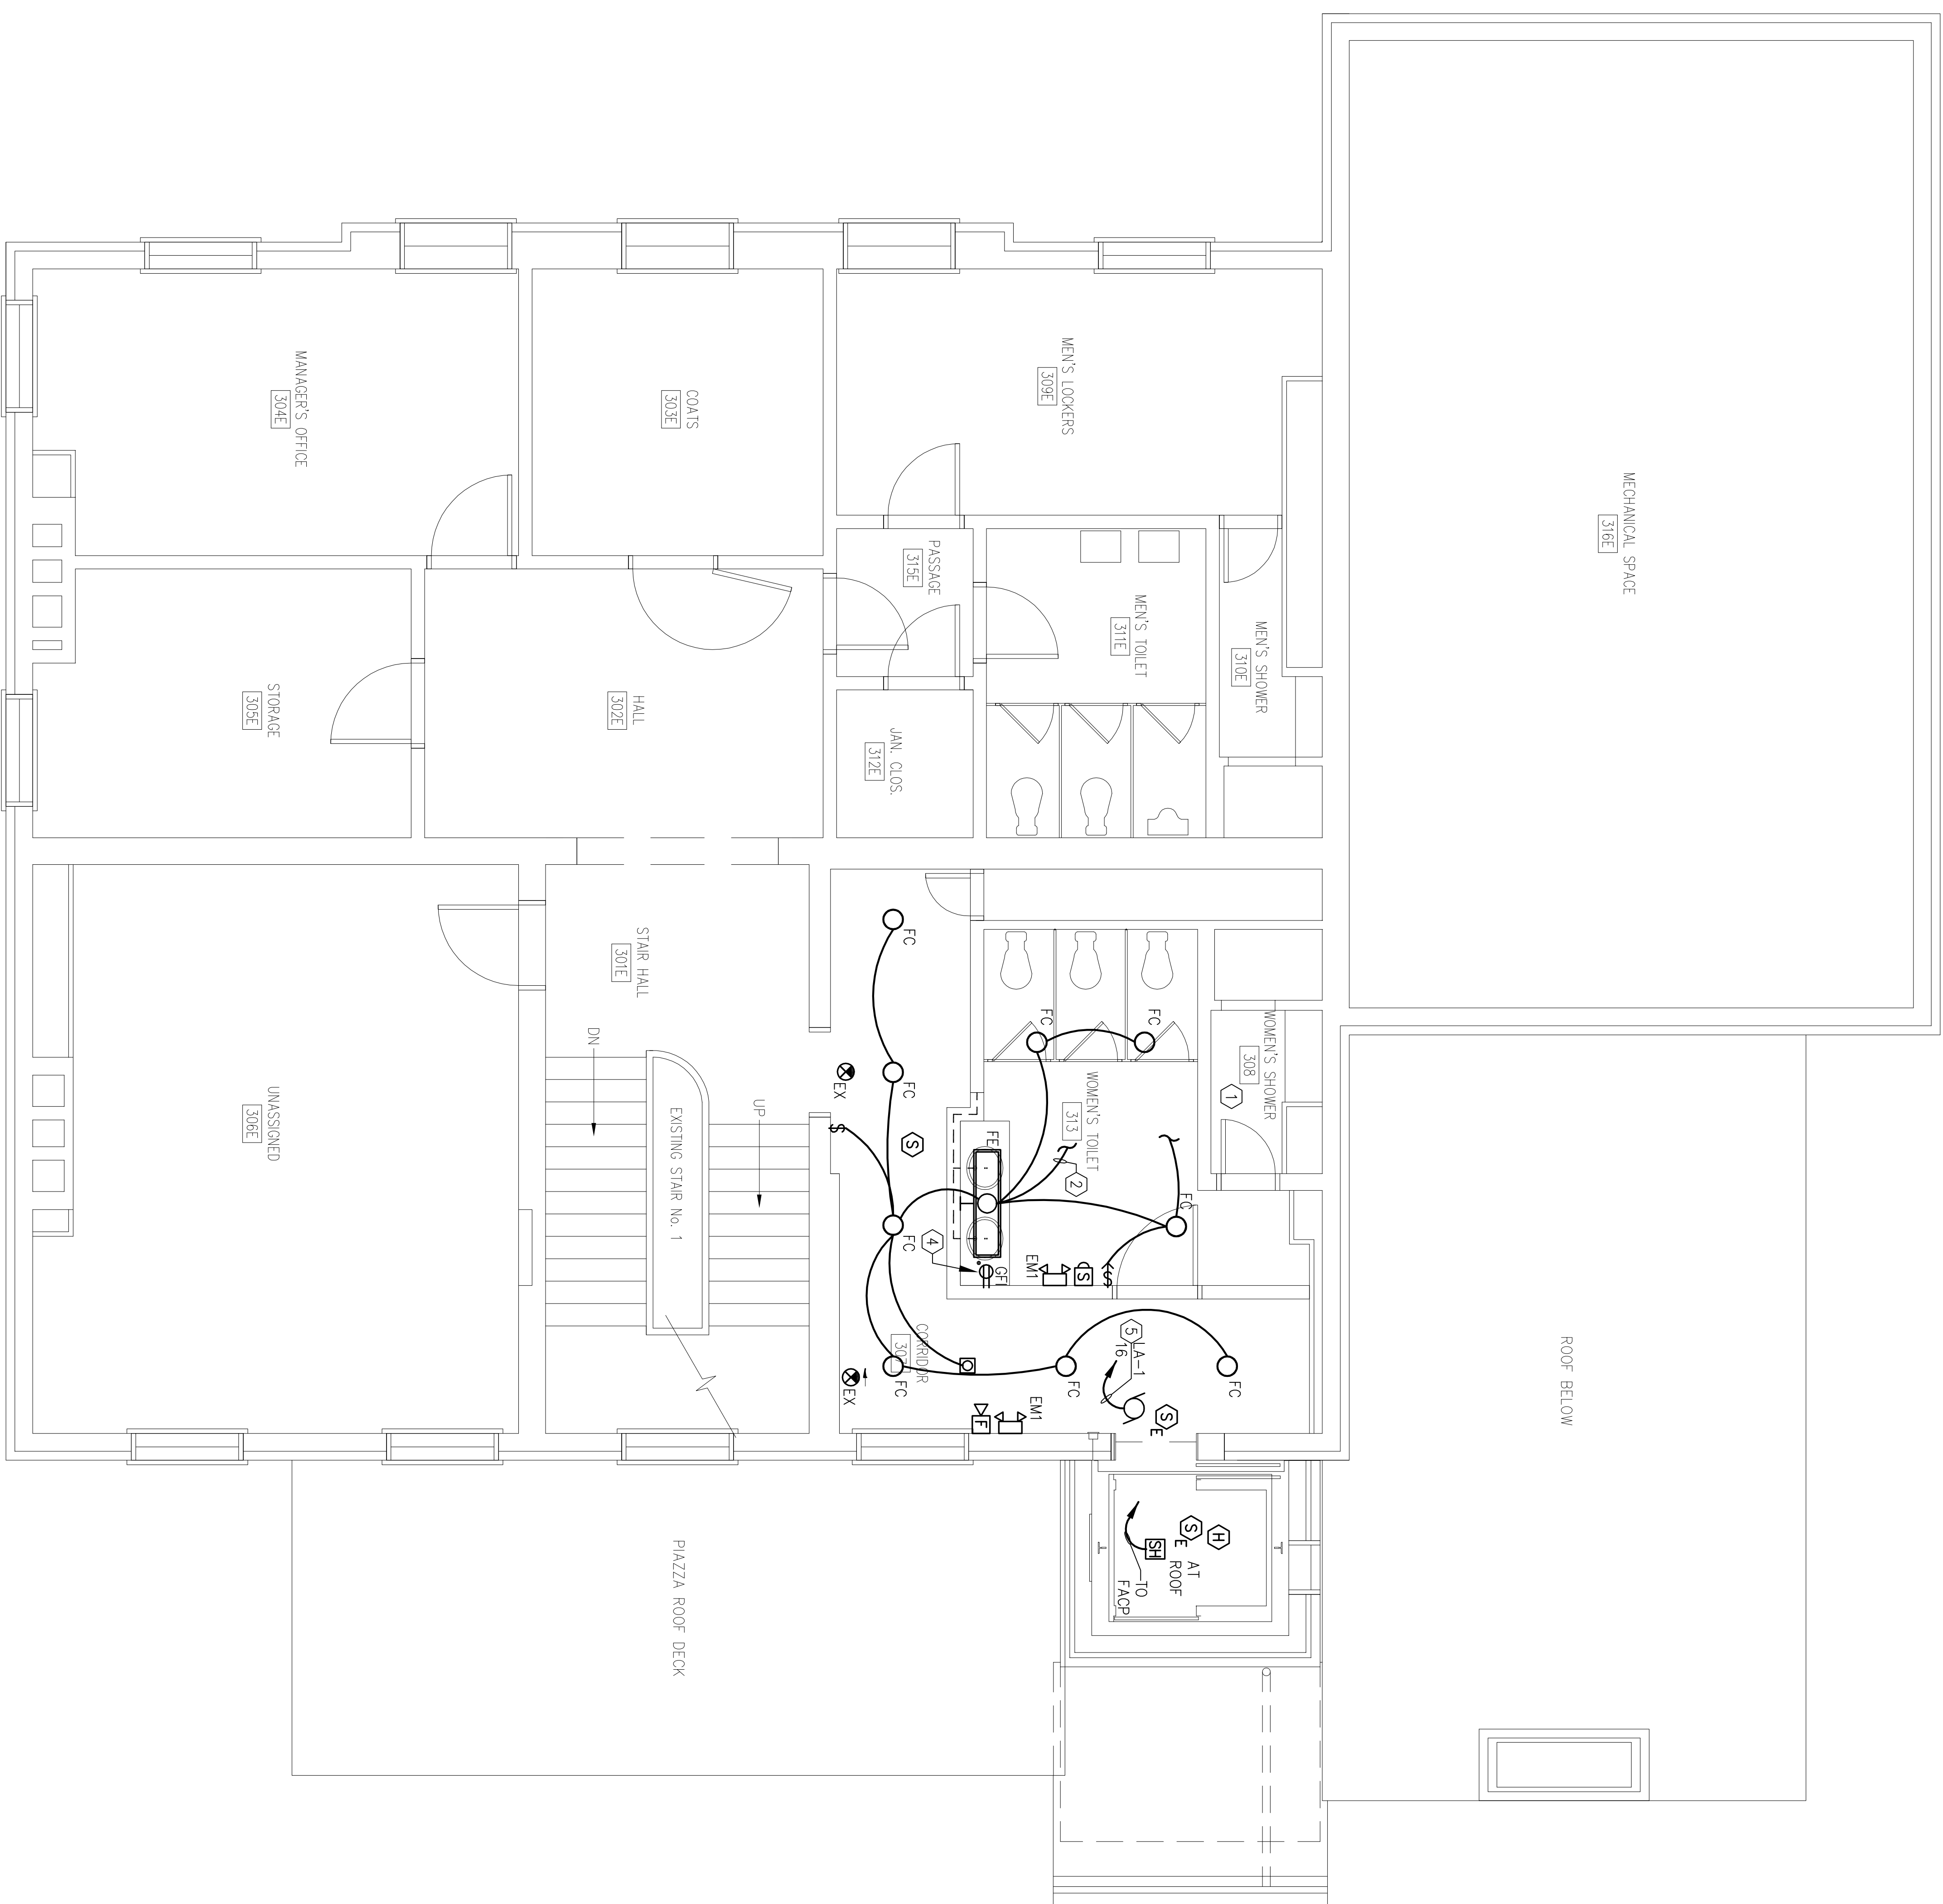 MECHANICAL SPACE
316E
ROOF BELOW
MEN'S SHOWER
310E
WOMEN'S SHOWER
308
1
MEN'S LOCKERS
309E
MEN'S TOILET
311E
WOMEN'S TOILET
313
2
FC
FC
FC
FE
GFI
4
EM1
S
$
PASSAGE
315E
JAN. CLOS.
312E
FC
FC
FC
FC
FC
FC
S
$
EX
EX
CORRIDOR
EM1
F
5
LA-1
16
S
E
H
S
E
AT
ROOF
SH
TO
FACP
COATS
303E
HALL
302E
STAIR HALL
301E
UP
EXISTING STAIR No. 1
DN
PIAZZA ROOF DECK
MANAGER'S OFFICE
304E
STORAGE
305E
UNASSIGNED
306E